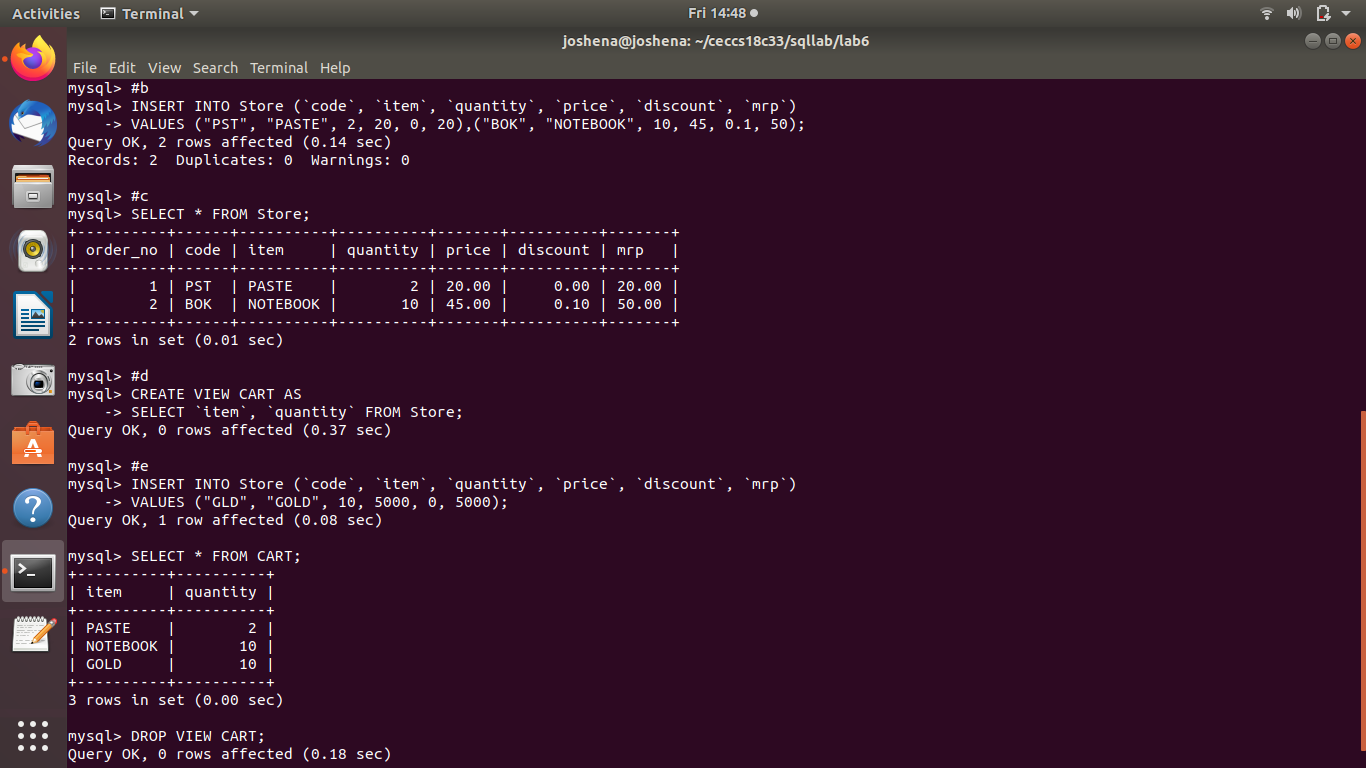 Activities Terminal Fri 14:48
joshena@joshena: ~/ceccs18c33/sqllab/lab6
File Edit View Search Terminal Help
mysql> #b
mysql> INSERT INTO Store (`code`, `item`, `quantity`, `price`, `discount`, `mrp`)
    -> VALUES ("PST", "PASTE", 2, 20, 0, 20),("BOK", "NOTEBOOK", 10, 45, 0.1, 50);
Query OK, 2 rows affected (0.14 sec)
Records: 2  Duplicates: 0  Warnings: 0
mysql> #c
mysql> SELECT * FROM Store;
+----------+------+----------+----------+-------+----------+-------+
| order_no | code | item     | quantity | price | discount | mrp   |
+----------+------+----------+----------+-------+----------+-------+
|        1 | PST  | PASTE    |        2 | 20.00 |     0.00 | 20.00 |
|        2 | BOK  | NOTEBOOK |       10 | 45.00 |     0.10 | 50.00 |
+----------+------+----------+----------+-------+----------+-------+
2 rows in set (0.01 sec)
mysql> #d
mysql> CREATE VIEW CART AS
    -> SELECT `item`, `quantity` FROM Store;
Query OK, 0 rows affected (0.37 sec)
mysql> #e
mysql> INSERT INTO Store (`code`, `item`, `quantity`, `price`, `discount`, `mrp`)
    -> VALUES ("GLD", "GOLD", 10, 5000, 0, 5000);
Query OK, 1 row affected (0.08 sec)
mysql> SELECT * FROM CART;
+----------+----------+
| item     | quantity |
+----------+----------+
| PASTE    |        2 |
| NOTEBOOK |       10 |
| GOLD     |       10 |
+----------+----------+
3 rows in set (0.00 sec)
mysql> DROP VIEW CART;
Query OK, 0 rows affected (0.18 sec)